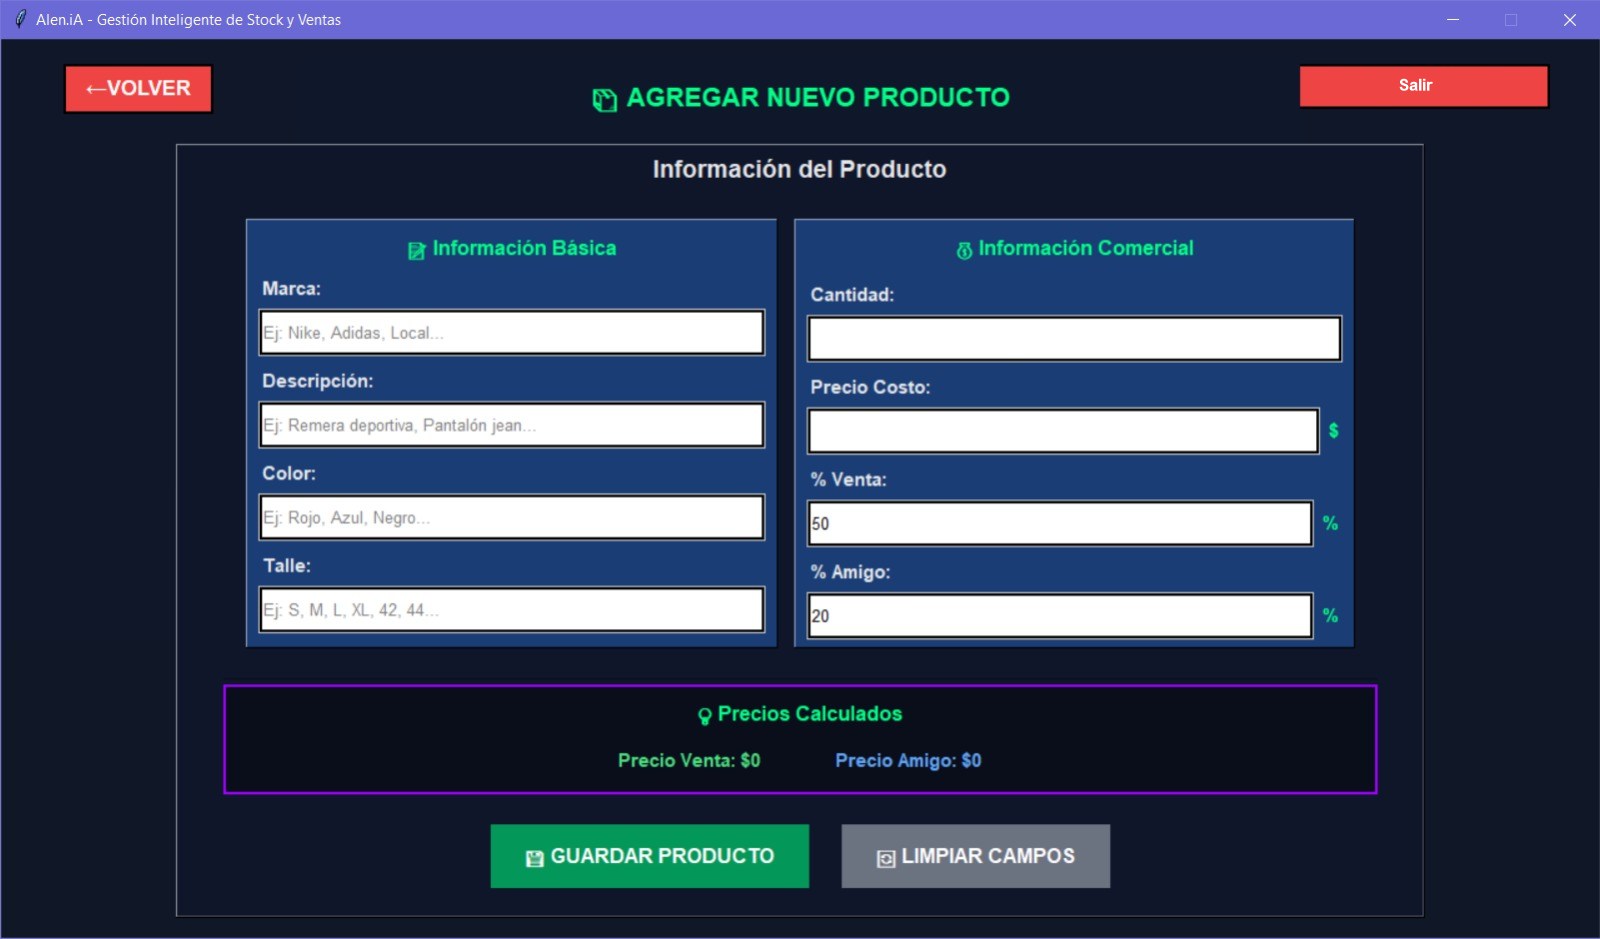 Alen.iA - Gestión Inteligente de Stock y Ventas
←VOLVER
AGREGAR NUEVO PRODUCTO
Salir
Información del Producto
Información Básica
Marca:
Ej: Nike, Adidas, Local...
Descripción:
Ej: Remera deportiva, Pantalón jean...
Color:
Ej: Rojo, Azul, Negro...
Talle:
Ej: S, M, L, XL, 42, 44...
Información Comercial
Cantidad:
Precio Costo:
$
% Venta:
50 %
% Amigo:
20 %
Precios Calculados
Precio Venta: $0 Precio Amigo: $0
GUARDAR PRODUCTO
LIMPIAR CAMPOS